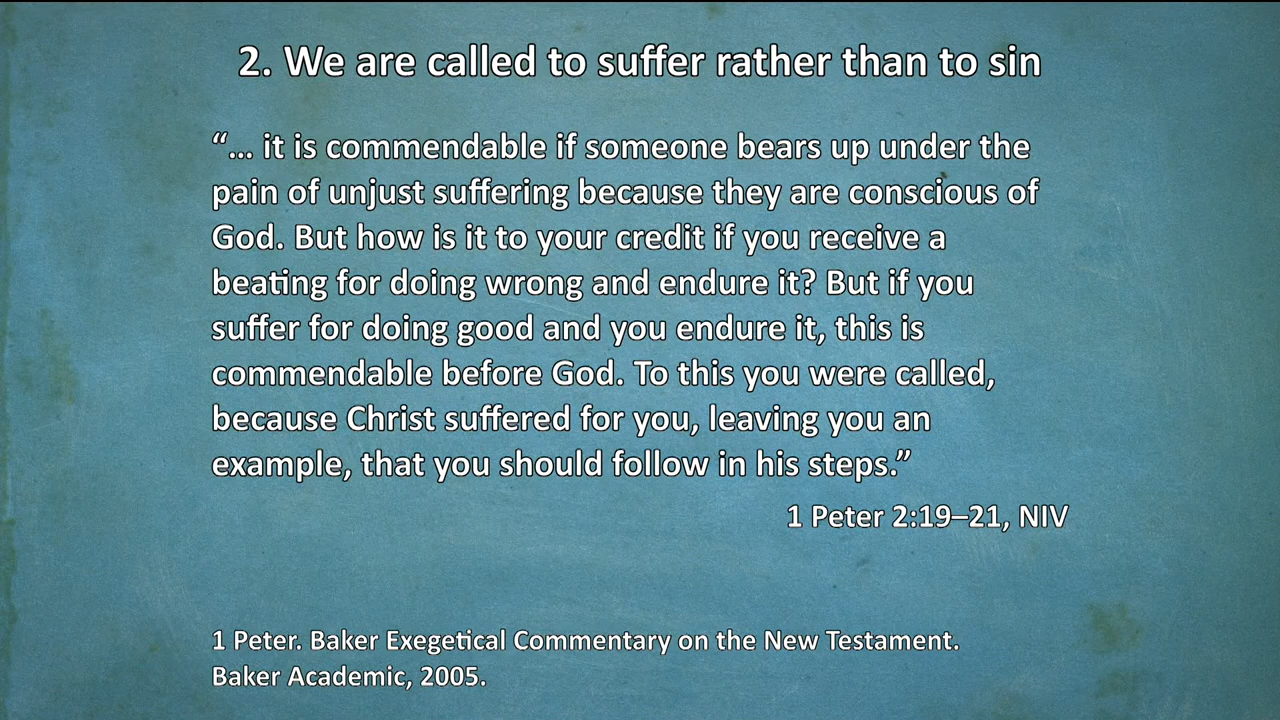 2. We are called to suffer rather than to sin
“... it is commendable if someone bears up under the
pain of unjust suffering because they are conscious of
God. But how is it to your credit if you receive a
beating for doing wrong and endure it? But if you
suffer for doing good and you endure it, this is
commendable before God. To this you were called,
because Christ suffered for you, leaving you an
example, that you should follow in his steps.”
1 Peter 2:19–21, NIV
1 Peter. Baker Exegetical Commentary on the New Testament.
Baker Academic, 2005.